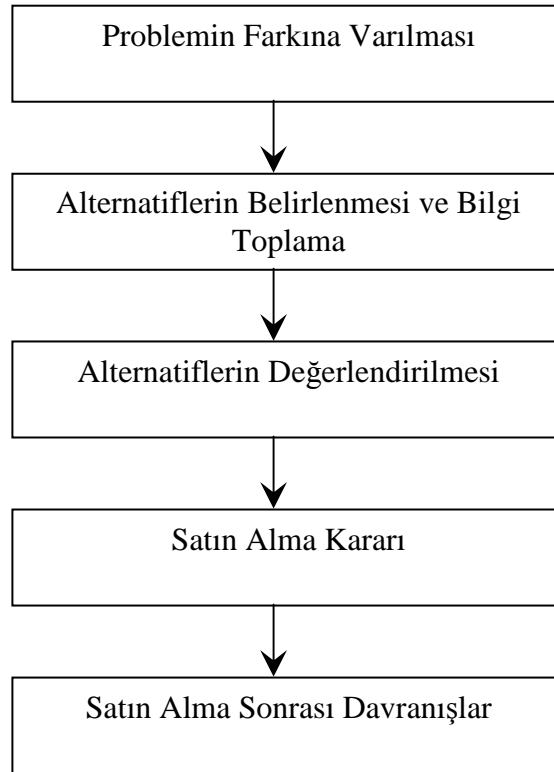 Problemin Farkına Varılması
Alternatiflerin Belirlenmesi ve Bilgi
Toplama
Alternatiflerin Değerlendirilmesi
Satın Alma Kararı
Satın Alma Sonrası Davranışlar